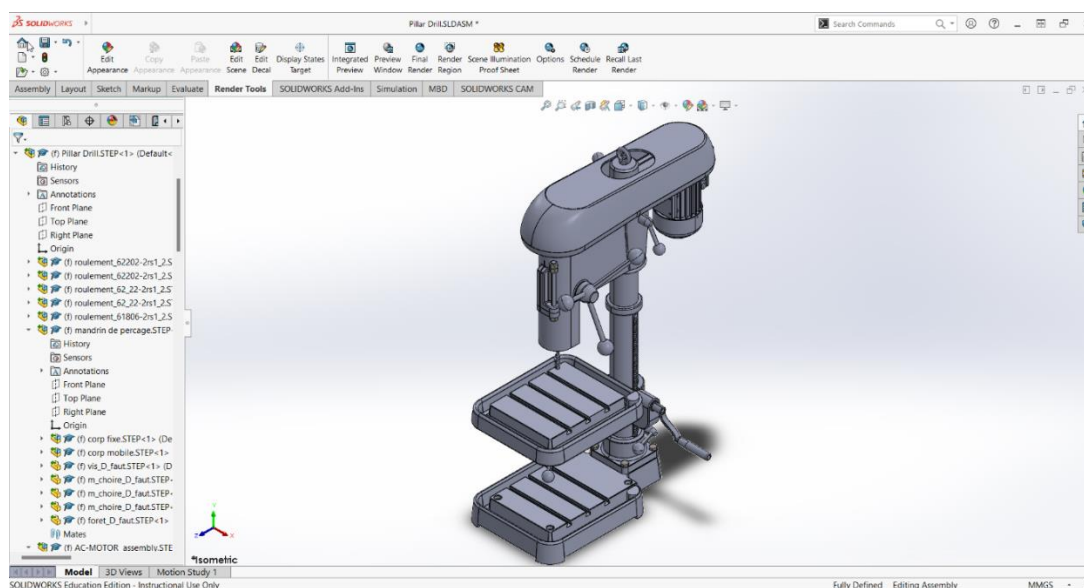 SOLIDWORKS
Pillar Drill.SLDASM *
Search Commands
Edit Appearance
Copy Appearance
Paste Appearance
Edit Scene
Edit Decal
Display States Target
Integrated Preview
Preview Window
Final Render
Render Region
Scene Illumination Proof Sheet
Options
Schedule Render
Recall Last Render
Assembly Layout Sketch Markup Evaluate Render Tools SOLIDWORKS Add-Ins Simulation MBD SOLIDWORKS CAM
(f) Pillar Drill.STEP<1> (Default<
History
Sensors
Annotations
Front Plane
Top Plane
Right Plane
Origin
(f) roulement_62202-2rs1_2.S
(f) roulement_62202-2rs1_2.S
(f) roulement_62_22-2rs1_2.S
(f) roulement_62_22-2rs1_2.S
(f) roulement_61806-2rs1_2.S
(f) mandrin de percage.STEP
History
Sensors
Annotations
Front Plane
Top Plane
Right Plane
Origin
(f) corp fixe.STEP<1> (De
(f) corp mobile.STEP<1>
(f) vis_D_faut.STEP<1> (D
(f) m_choire_D_faut.STEP
(f) m_choire_D_faut.STEP
(f) m_choire_D_faut.STEP
(f) foret_D_faut.STEP<1>
Mates
(f) AC-MOTOR assembly.STE
*Isometric
Model 3D Views Motion Study 1
SOLIDWORKS Education Edition - Instructional Use Only
Fully Defined Editing Assembly MMGS